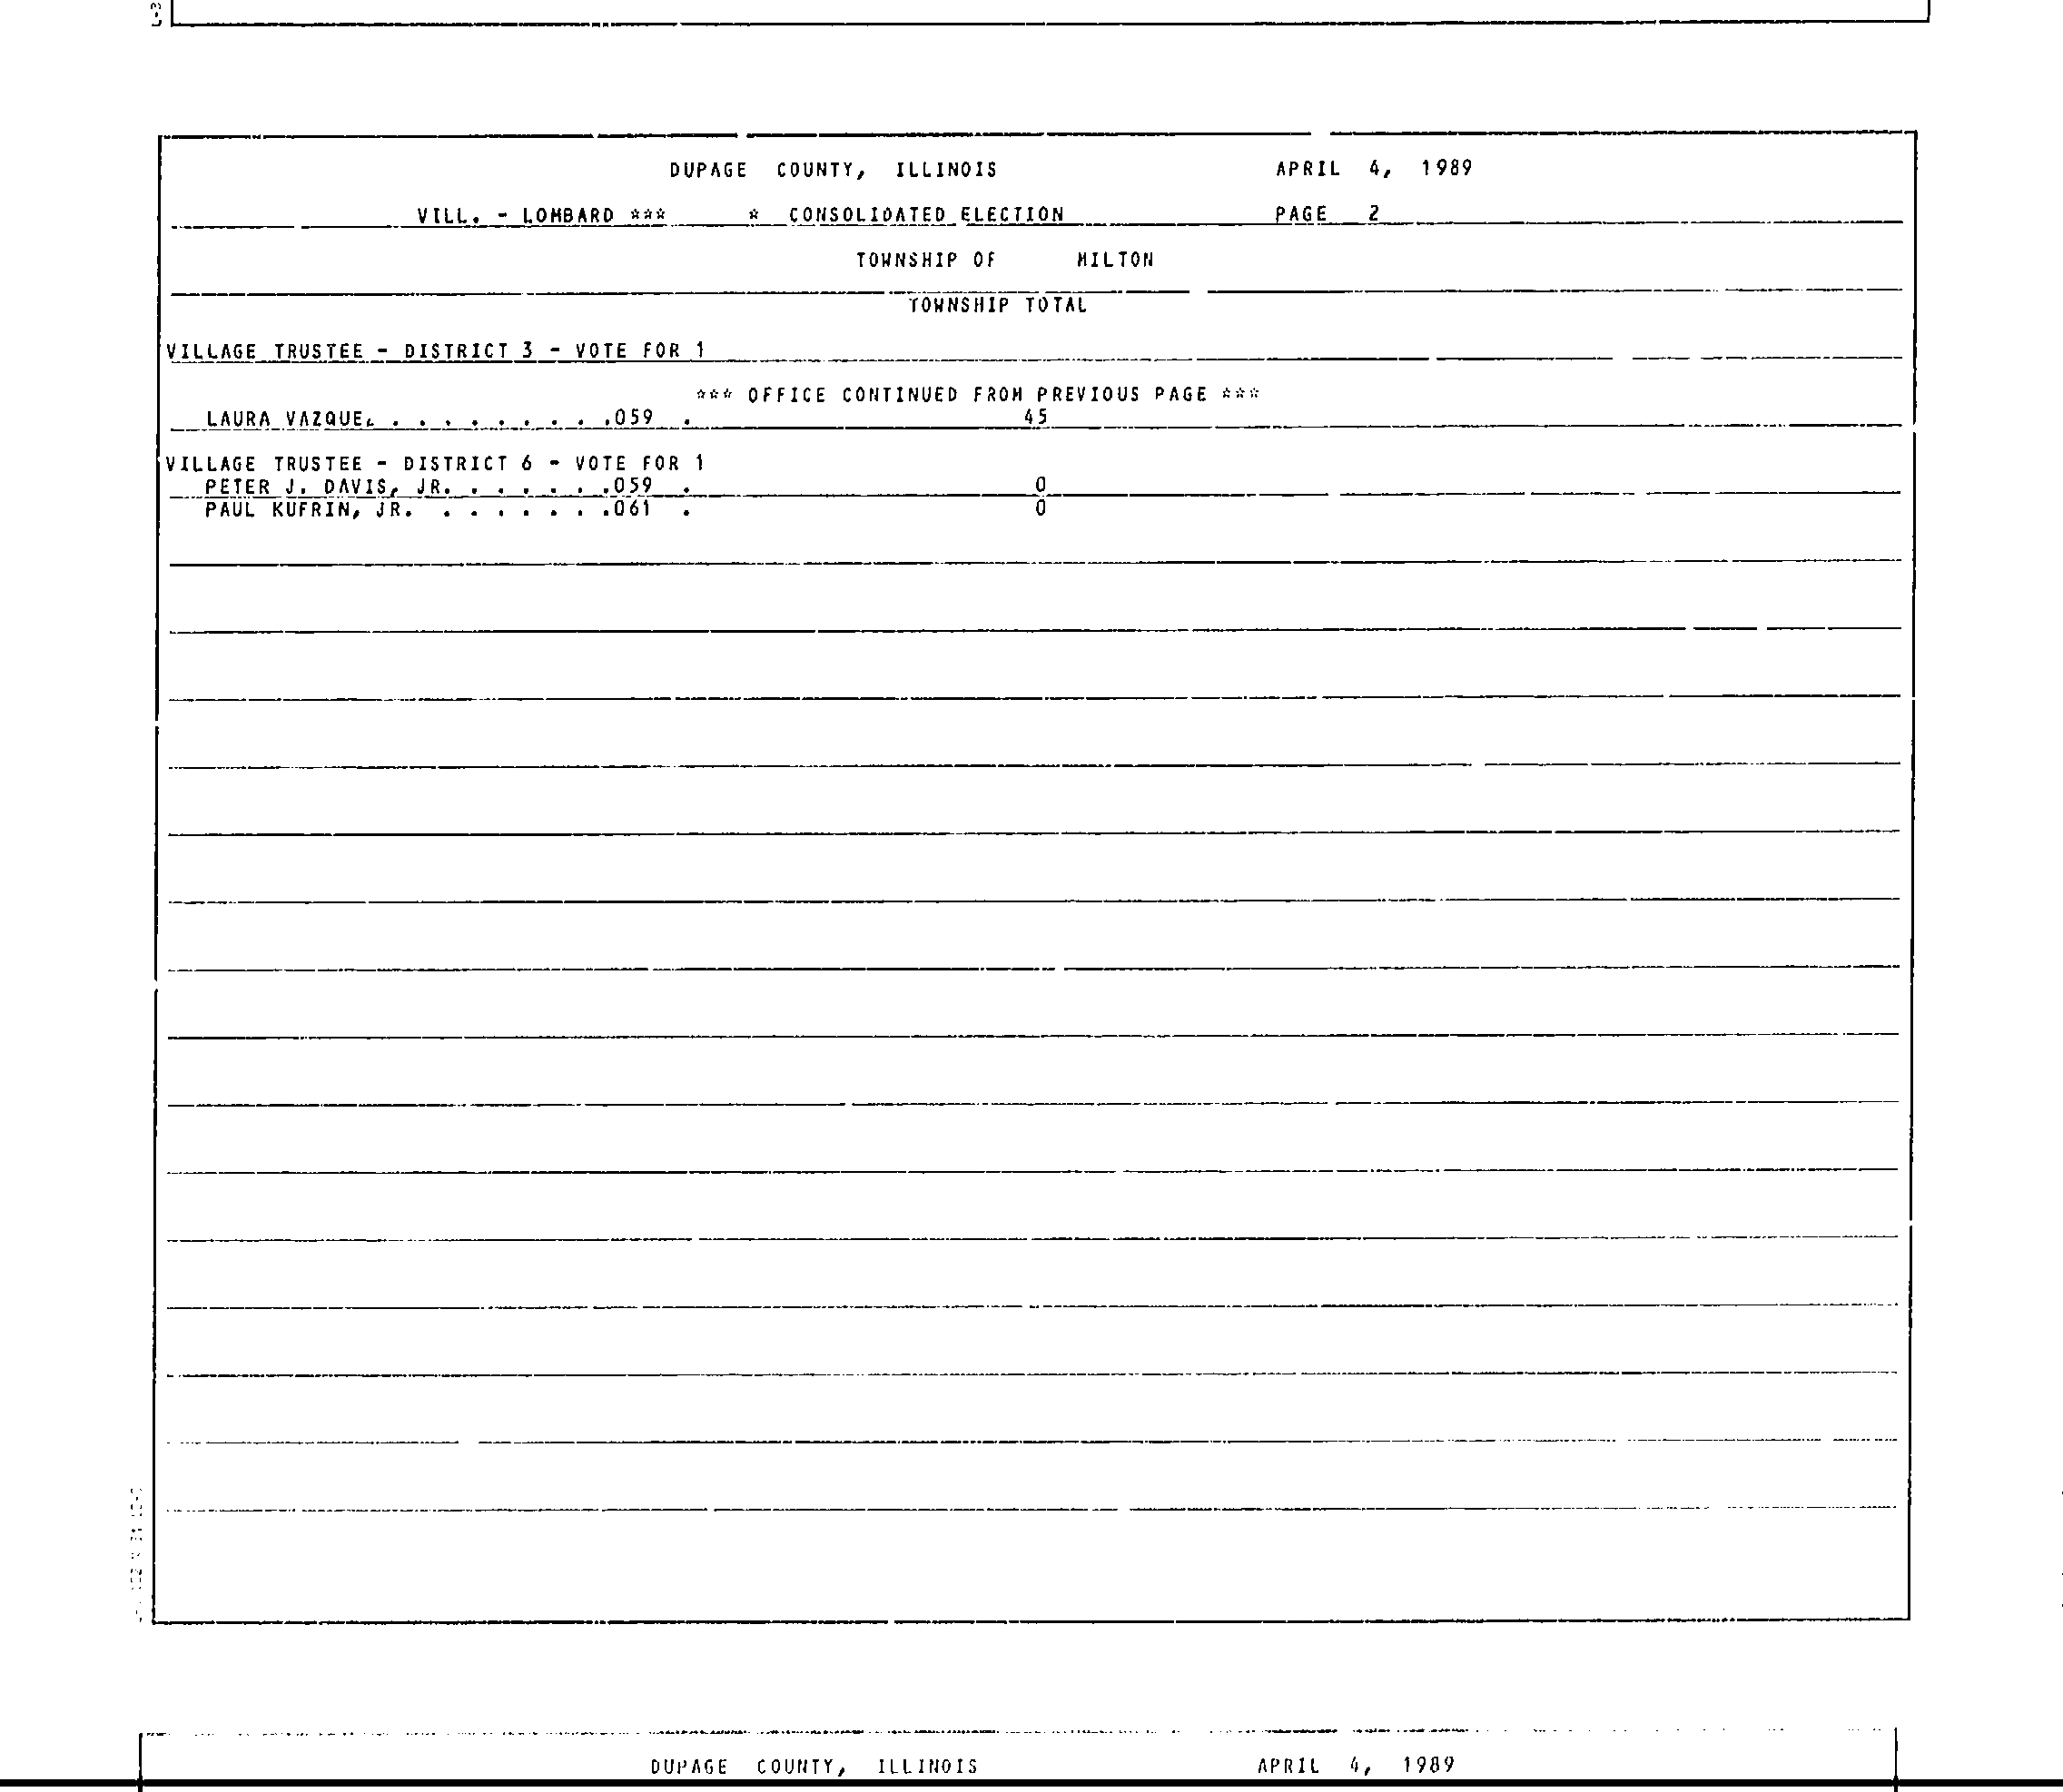 DUPAGE COUNTY, ILLINOIS APRIL 4, 1989
VILL. - LOMBARD *** * CONSOLIDATED ELECTION PAGE 2
TOWNSHIP OF MILTON
TOWNSHIP TOTAL
VILLAGE TRUSTEE - DISTRICT 3 - VOTE FOR 1
*** OFFICE CONTINUED FROM PREVIOUS PAGE ***
LAURA . . . . . . . . .059 . 45
VILLAGE TRUSTEE - DISTRICT 6 - VOTE FOR 1
PETER J. DAVIS, JR. . . . . . .059 . 0
PAUL KUFRIN, JR. . . . . . . .061 . 0
DUPAGE COUNTY, ILLINOIS APRIL 4, 1989